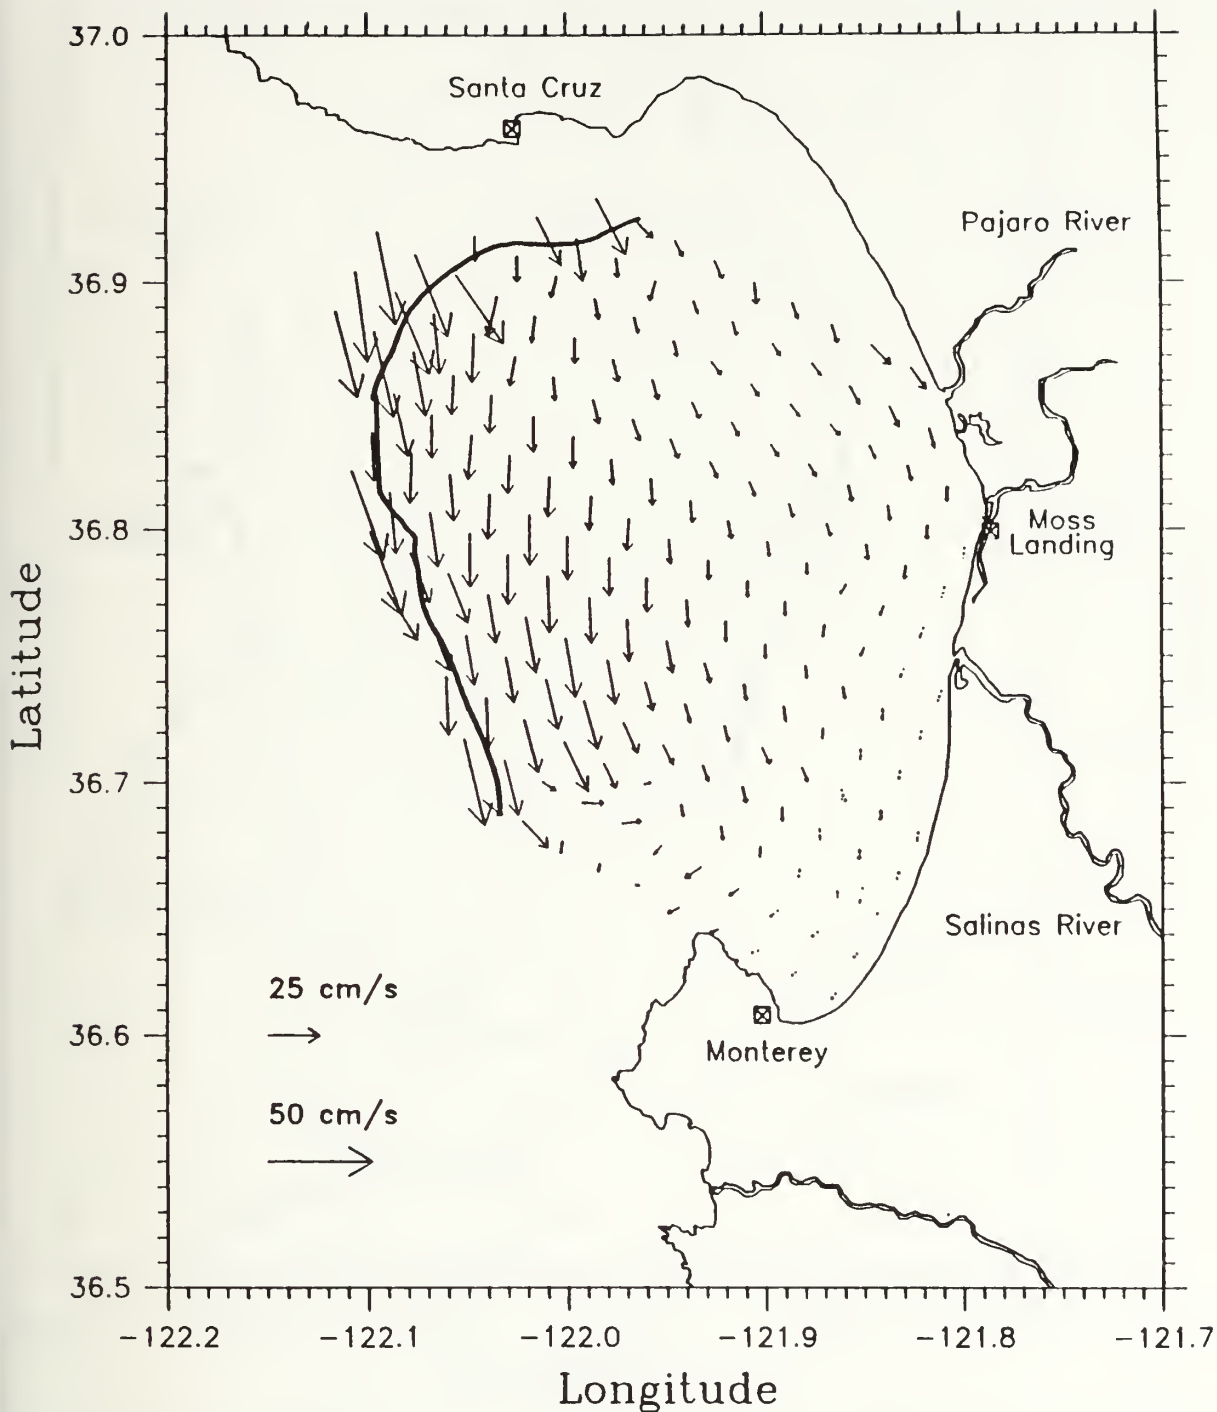 37.0
Santa Cruz
Pajaro River
36.9
36.8
Moss
Landing
Latitude
36.7
Salinas River
25 cm/s
36.6
Monterey
50 cm/s
36.5
-122.2 -122.1 -122.0 -121.9 -121.8 -121.7
Longitude